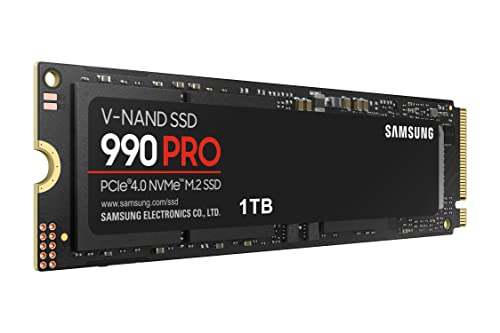 V-NAND SSD
990 PRO
PCIe®4.0 NVMe™ M.2 SSD
www.samsung.com/ssd
SAMSUNG ELECTRONICS CO., LTD.
1TB
SAMSUNG